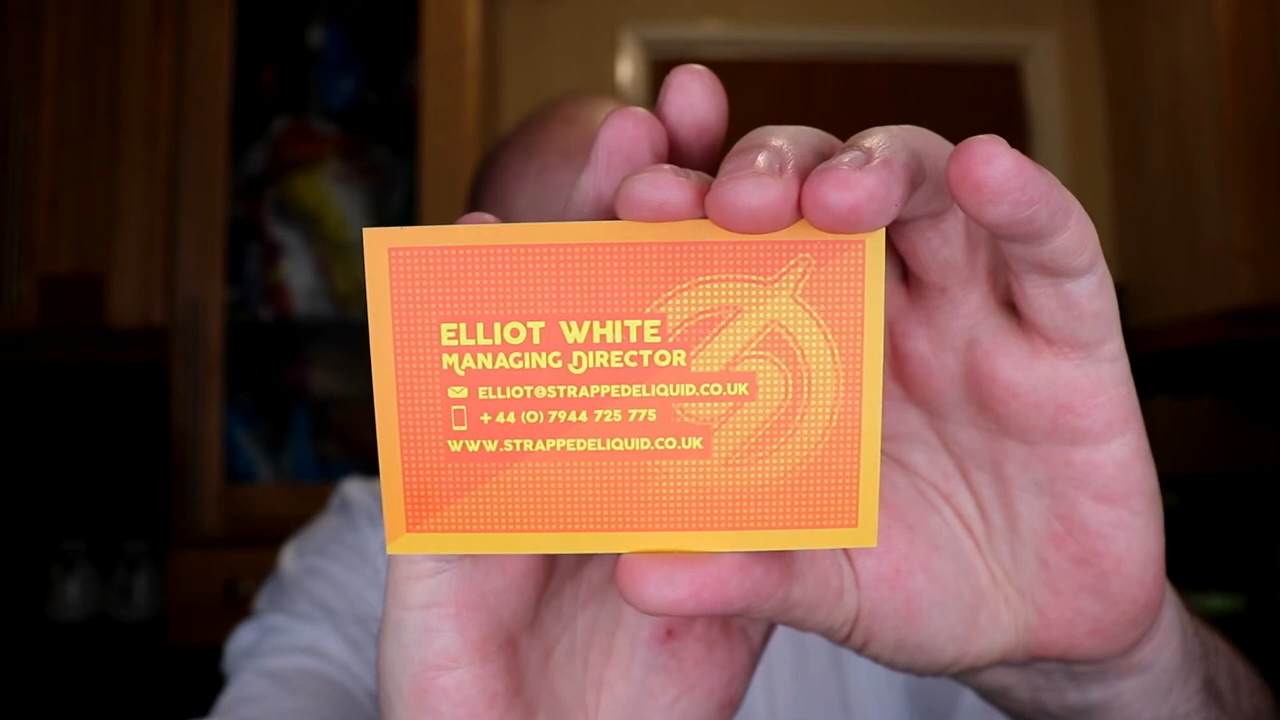 ELLIOT WHITE
MANAGING DIRECTOR
ELLIOT@STRAPPEDELIQUID.CO.UK
+44 (0) 7944 725 775
WWW.STRAPPEDELIQUID.CO.UK